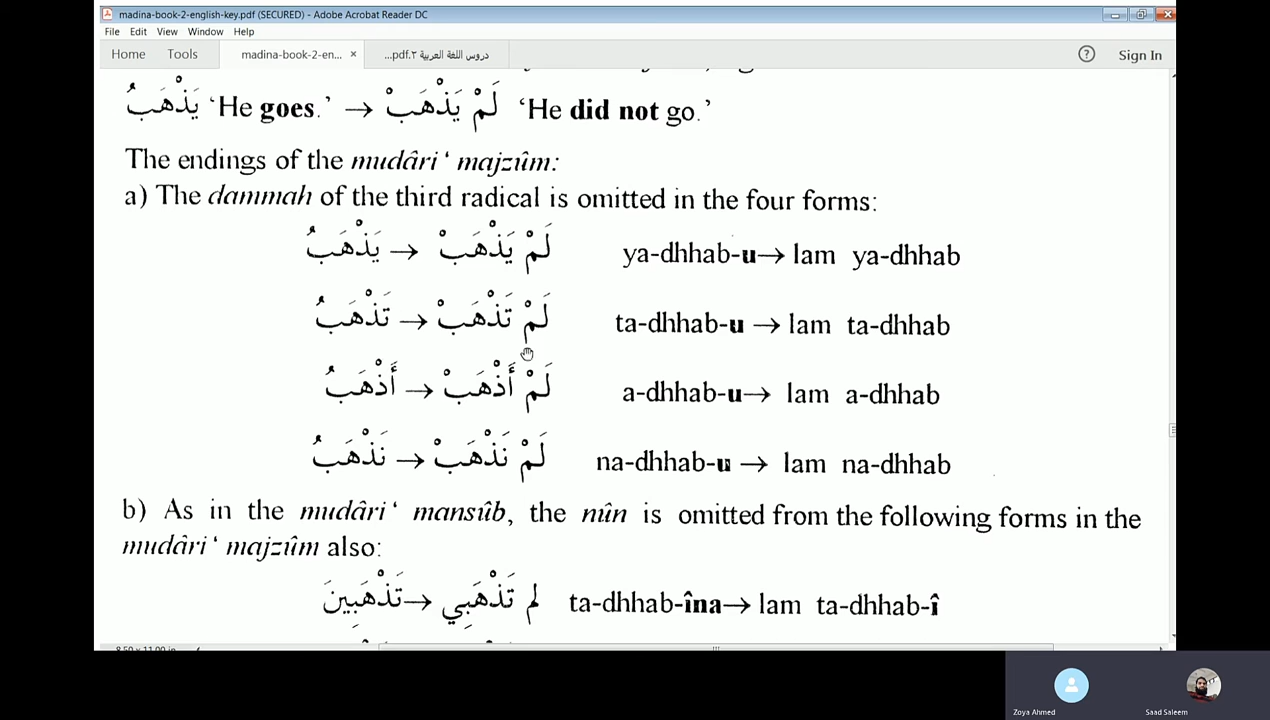 madina-book-2-english-key.pdf (SECURED) - Adobe Acrobat Reader DC
File Edit View Window Help
Home Tools madina-book-2-en... × دروس اللغة العربية ٣.pdf... ? Sign In
يَذْهَبُ ‘He goes.’ → لَمْ يَذْهَبْ ‘He did not go.’
The endings of the mudâri‘ majzûm:
a) The dammah of the third radical is omitted in the four forms:
يَذْهَبُ → لَمْ يَذْهَبْ ya-dhhab-u→ lam ya-dhhab
تَذْهَبُ → لَمْ تَذْهَبْ ta-dhhab-u → lam ta-dhhab
أَذْهَبُ → لَمْ أَذْهَبْ a-dhhab-u→ lam a-dhhab
نَذْهَبُ → لَمْ نَذْهَبْ na-dhhab-u → lam na-dhhab
b) As in the mudâri‘ mansûb, the nûn is omitted from the following forms in the
mudâri‘ majzûm also:
تَذْهَبِينَ → لم تَذْهَبِي ta-dhhab-îna→ lam ta-dhhab-î
8.50 x 11.00 in
Zoya Ahmed Saad Saleem